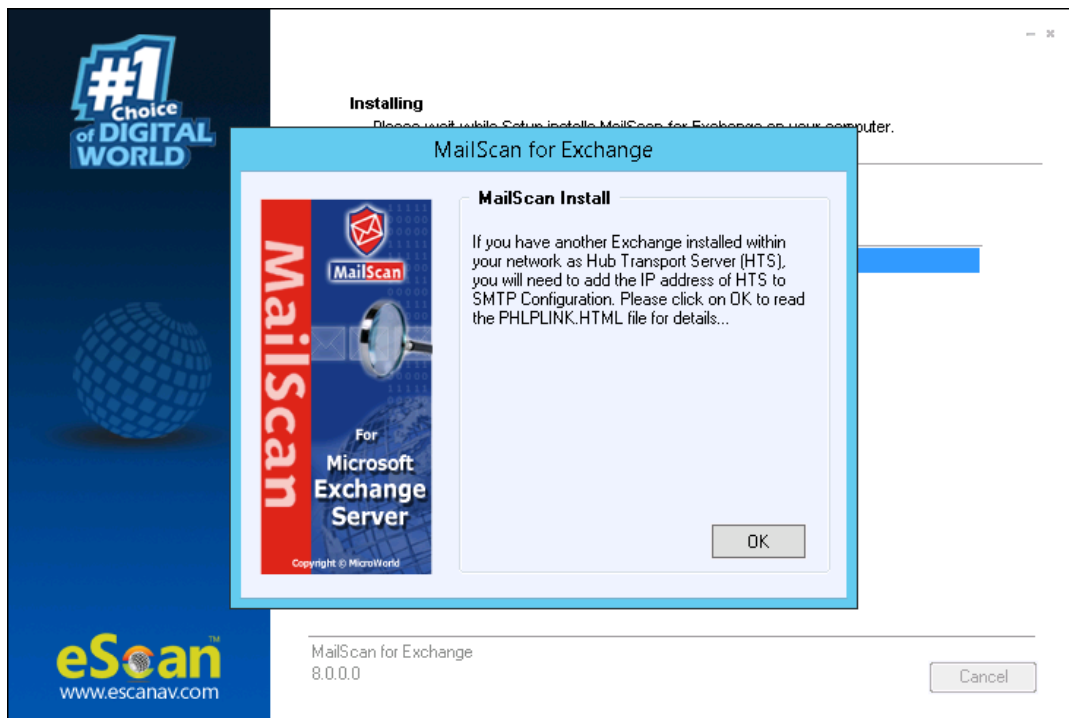 #1
Choice
of DIGITAL
WORLD
Installing
Please wait while Setup installs MailScan for Exchange on your computer.
MailScan for Exchange
MailScan
MailScan
For
Microsoft
Exchange
Server
Copyright © MicroWorld
MailScan Install
If you have another Exchange installed within
your network as Hub Transport Server (HTS),
you will need to add the IP address of HTS to
SMTP Configuration. Please click on OK to read
the PHLPLINK.HTML file for details...
OK
eScan™
www.escanav.com
MailScan for Exchange
8.0.0.0
Cancel